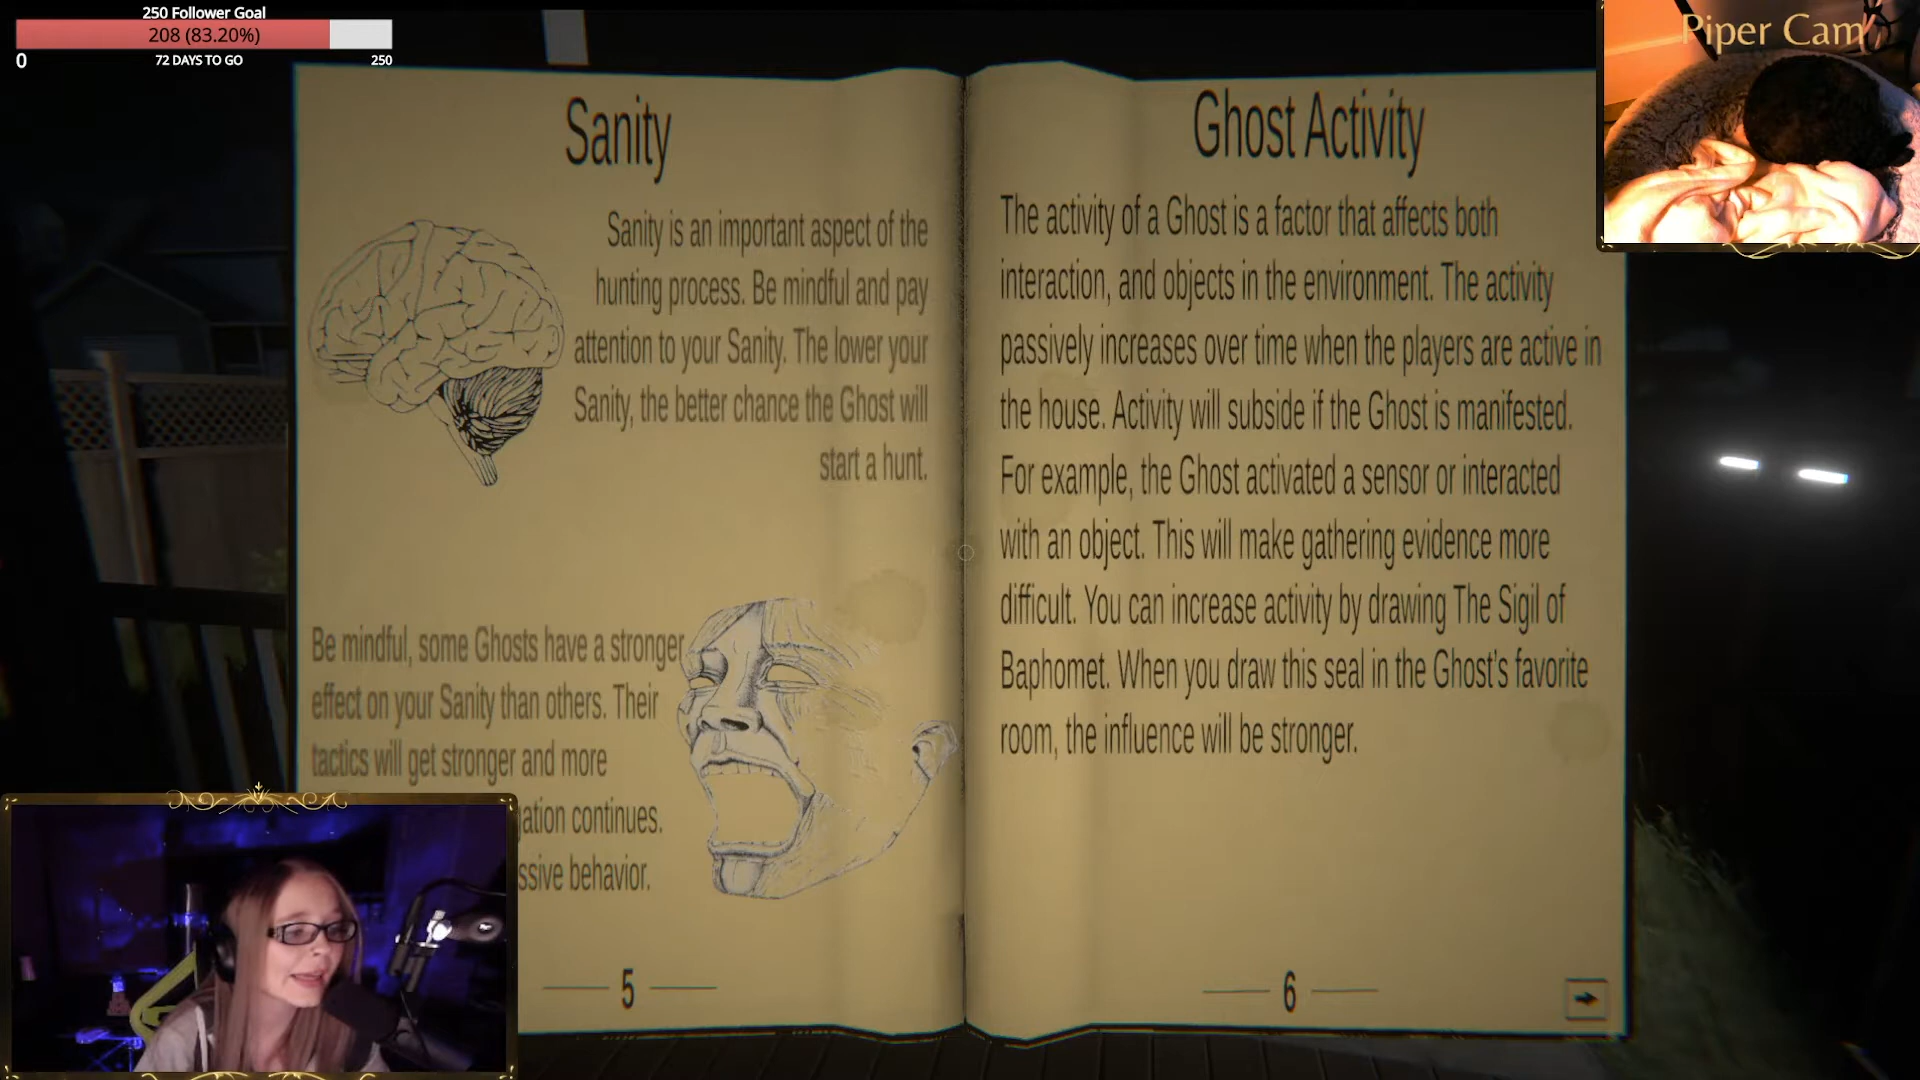 250 Follower Goal
208 (83.20%)
0
72 DAYS TO GO
250
Piper Cam
Sanity
Sanity is an important aspect of the
hunting process. Be mindful and pay
attention to your Sanity. The lower your
Sanity, the better chance the Ghost will
start a hunt.
Be mindful, some Ghosts have a stronger
effect on your Sanity than others. Their
tactics will get stronger and more
continues.
behavior.
5
Ghost Activity
The activity of a Ghost is a factor that affects both
interaction, and objects in the environment. The activity
passively increases over time when the players are active in
the house. Activity will subside if the Ghost is manifested.
For example, the Ghost activated a sensor or interacted
with an object. This will make gathering evidence more
difficult. You can increase activity by drawing The Sigil of
Baphomet. When you draw this seal in the Ghost's favorite
room, the influence will be stronger.
6